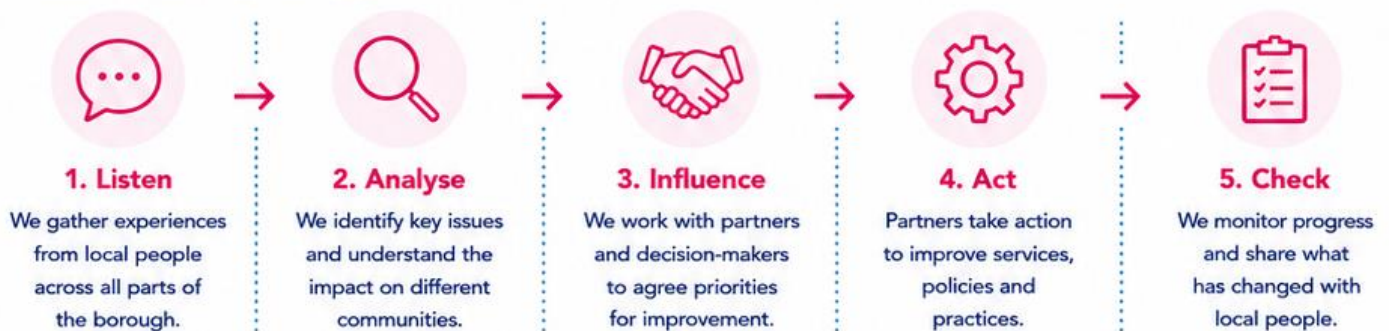 1. Listen
We gather experiences
from local people
across all parts of
the borough.
2. Analyse
We identify key issues
and understand the
impact on different
communities.
3. Influence
We work with partners
and decision-makers
to agree priorities
for improvement.
4. Act
Partners take action
to improve services,
policies and
practices.
5. Check
We monitor progress
and share what
has changed with
local people.